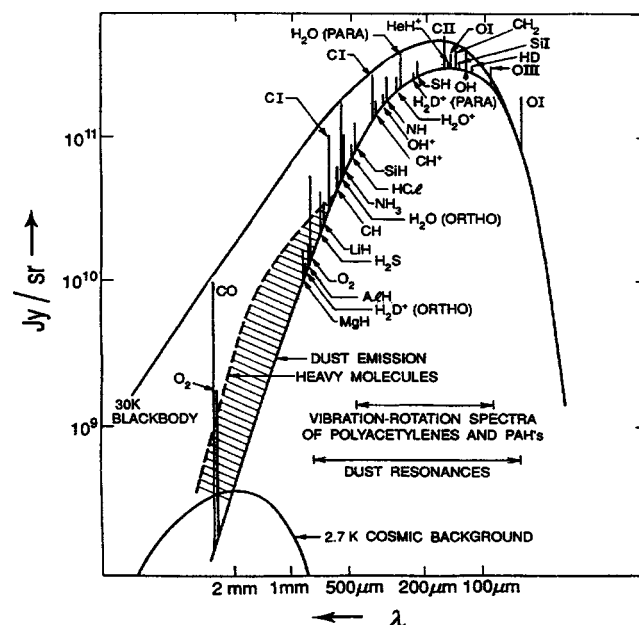 HeH⁺
CII
OI
CH₂
SiI
HD
OIII
H₂O (PARA)
CI
SH
OH
H₂D⁺ (PARA)
OI
CI
H₂O⁺
NH
OH⁺
CH⁺
10¹¹
SiH
HCℓ
NH₃
H₂O (ORTHO)
CH
LiH
H₂S
10¹⁰
O₂
CO
AℓH
H₂D⁺ (ORTHO)
MgH
Jy / sr →
DUST EMISSION
HEAVY MOLECULES
O₂
30K
BLACKBODY
10⁹
VIBRATION-ROTATION SPECTRA
OF POLYACETYLENES AND PAH's
DUST RESONANCES
2.7 K COSMIC BACKGROUND
2 mm 1mm 500μm 200μm 100μm
← λ